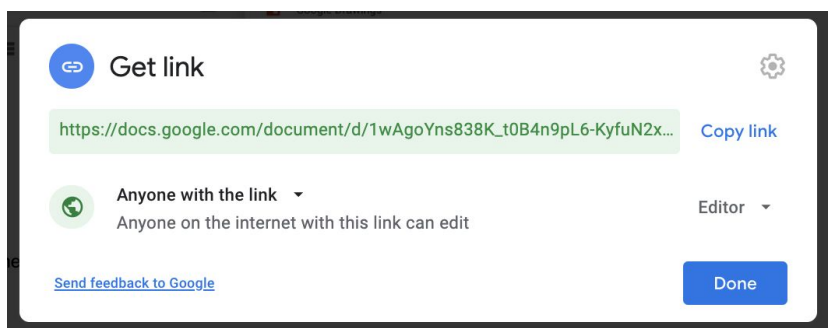 Get link
https://docs.google.com/document/d/1wAgoYns838K_t0B4n9pL6-KyfuN2x...
Copy link
Anyone with the link
Anyone on the internet with this link can edit
Editor
Send feedback to Google
Done